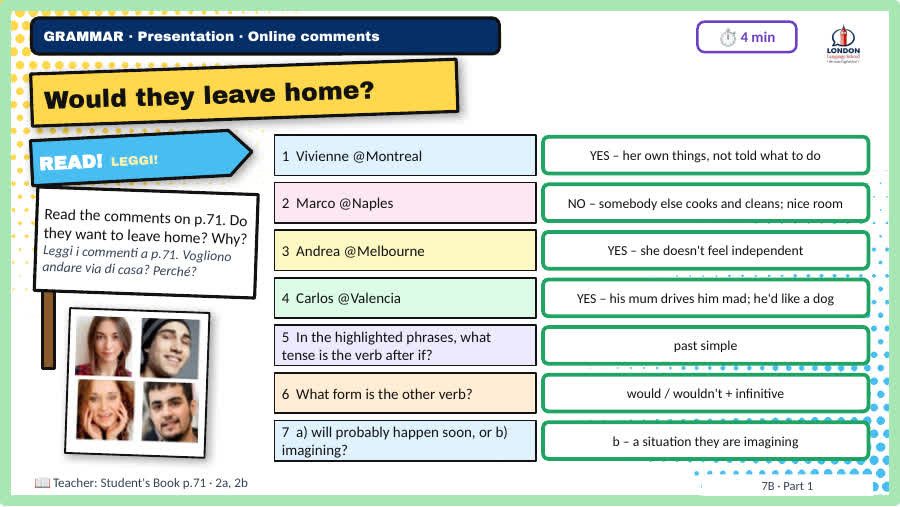 GRAMMAR · Presentation · Online comments
⏱ 4 min
LONDON
Language School
Would they leave home?
READ! LEGGI!
Read the comments on p.71. Do
they want to leave home? Why?
Leggi i commenti a p.71. Vogliono
andare via di casa? Perché?
1 Vivienne @Montreal
YES – her own things, not told what to do
2 Marco @Naples
NO – somebody else cooks and cleans; nice room
3 Andrea @Melbourne
YES – she doesn't feel independent
4 Carlos @Valencia
YES – his mum drives him mad; he'd like a dog
5 In the highlighted phrases, what
tense is the verb after if?
past simple
6 What form is the other verb?
would / wouldn't + infinitive
7 a) will probably happen soon, or b)
imagining?
b – a situation they are imagining
📖 Teacher: Student's Book p.71 · 2a, 2b
7B · Part 1